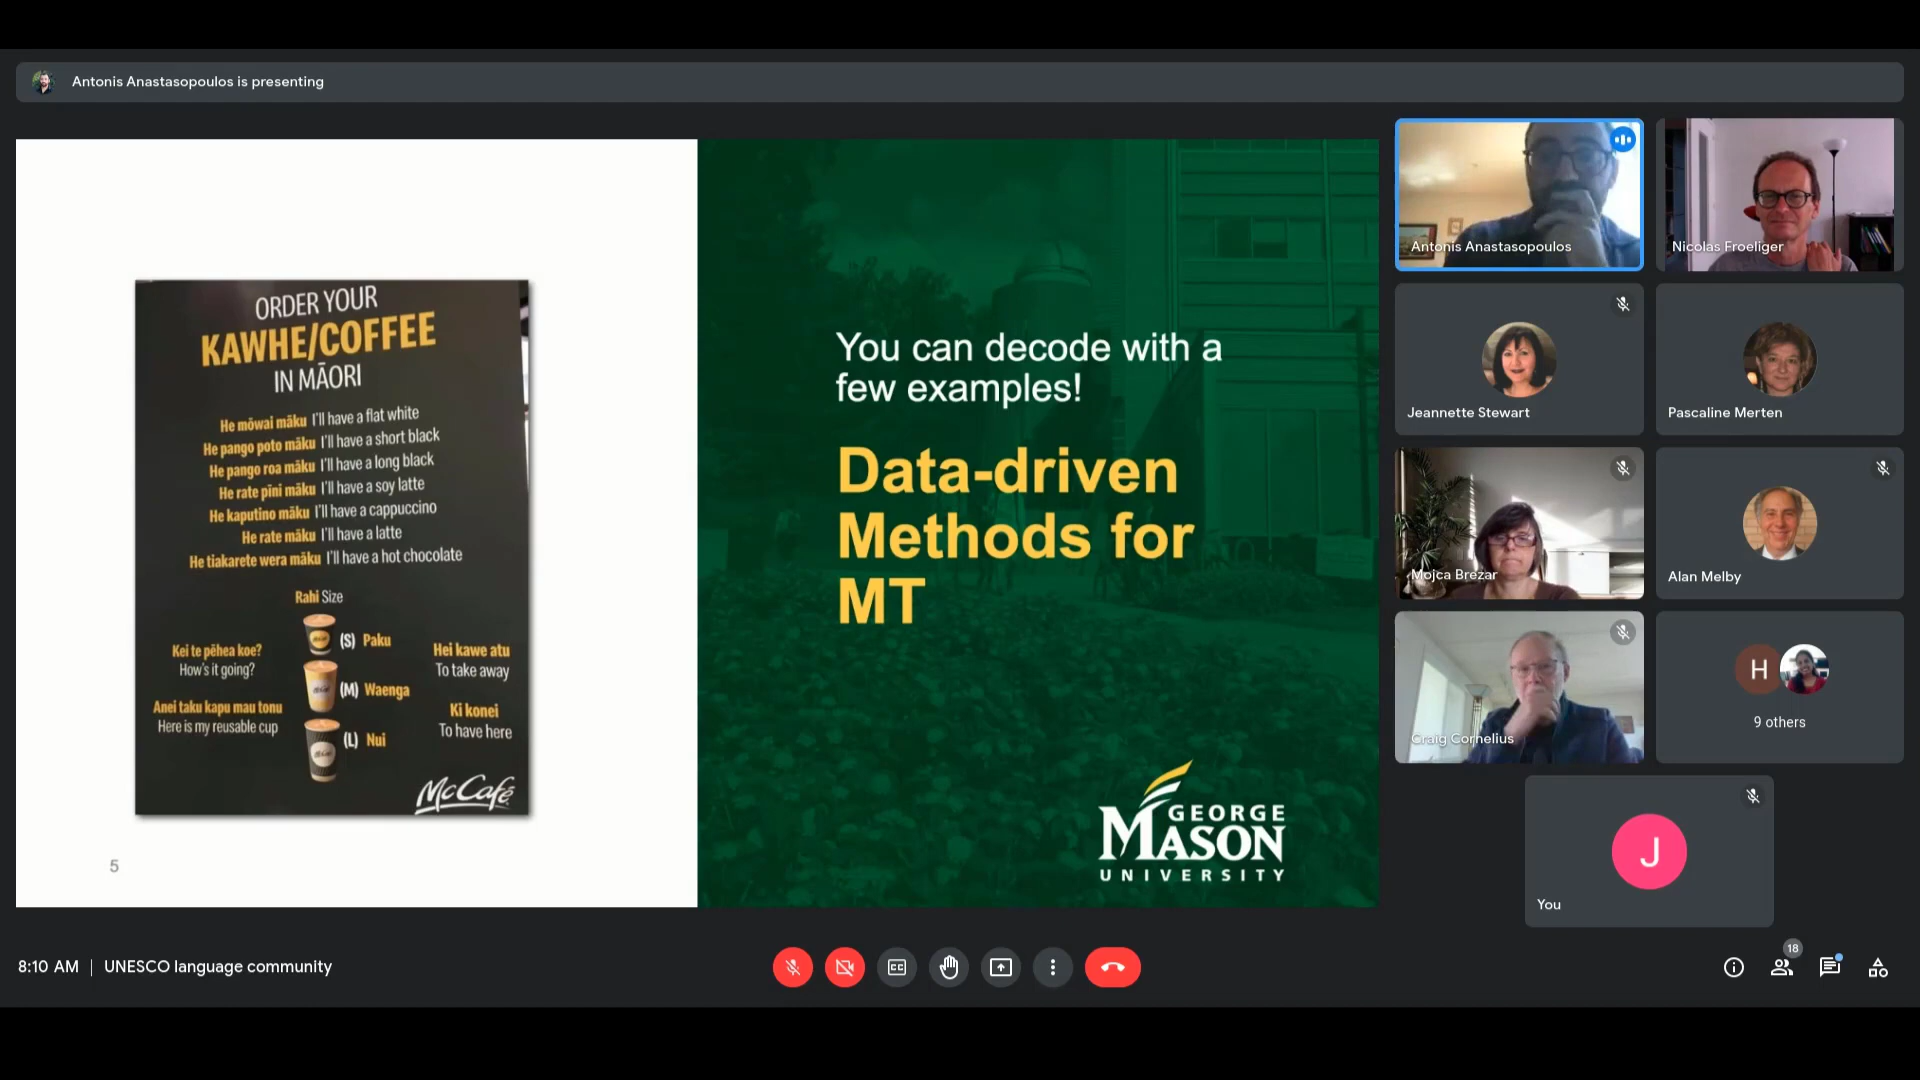 Antonis Anastasopoulos is presenting
ORDER YOUR
KAWHE/COFFEE
IN MĀORI
He mōwai māku I'll have a flat white
He pango poto māku I'll have a short black
He pango roa māku I'll have a long black
He rate pīni māku I'll have a soy latte
He kaputino māku I'll have a cappuccino
He rate māku I'll have a latte
He tiakarete wera māku I'll have a hot chocolate
Rahi Size
(S) Paku
(M) Waenga
(L) Nui
Kei te pēhea koe?
How's it going?
Anei taku kapu mau tonu
Here is my reusable cup
Hei kawe atu
To take away
Ki konei
To have here
McCafé
5
You can decode with a
few examples!
Data-driven
Methods for
MT
GEORGE
MASON
UNIVERSITY
Antonis Anastasopoulos
Nicolas Froeliger
Jeannette Stewart
Pascaline Merten
Mojca Brezar
Alan Melby
Craig Cornelius
H
9 others
J
You
8:10 AM | UNESCO language community
CC
18